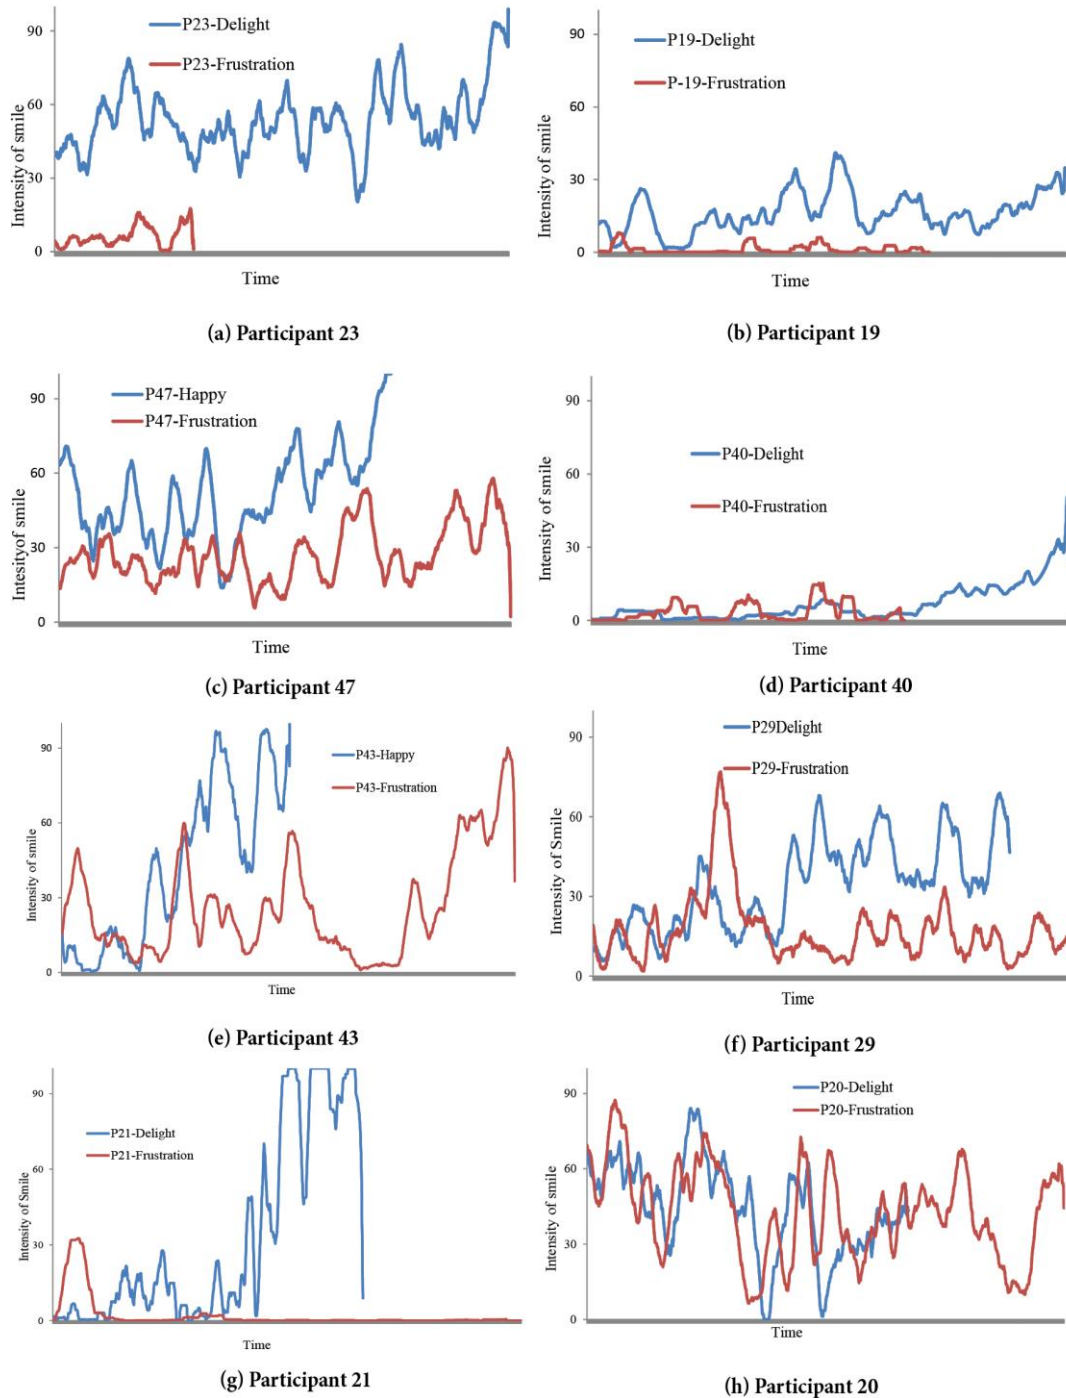 P23-Delight
P23-Frustration
90
60
30
0
Intensity of smile
Time
(a) Participant 23
P19-Delight
P-19-Frustration
90
60
30
0
Intensity of smile
Time
(b) Participant 19
P47-Happy
P47-Frustration
90
60
30
0
Intesityof smile
Time
(c) Participant 47
P40-Delight
P40-Frustration
90
60
30
0
Intensity of smile
Time
(d) Participant 40
P43-Happy
P43-Frustration
90
60
30
0
Intensity of smile
Time
(e) Participant 43
P29Delight
P29-Frustration
90
60
30
0
Intensity of Smile
Time
(f) Participant 29
P21-Delight
P21-Frustration
90
60
30
0
Intensity of Smile
Time
(g) Participant 21
P20-Delight
P20-Frustration
90
60
30
0
Intensity of smile
Time
(h) Participant 20